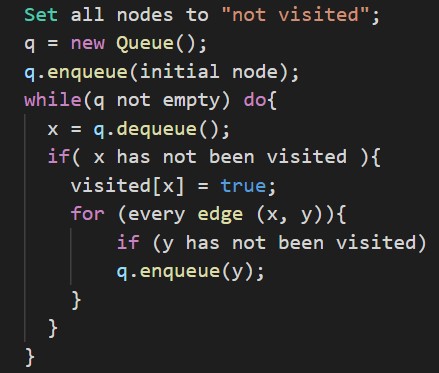 Set all nodes to "not visited";
q = new Queue();
q.enqueue(initial node);
while(q not empty) do{
x = q.dequeue();
if( x has not been visited ){
visited[x] = true;
for (every edge (x, y)){
if (y has not been visited)
q.enqueue(y);
}
}
}